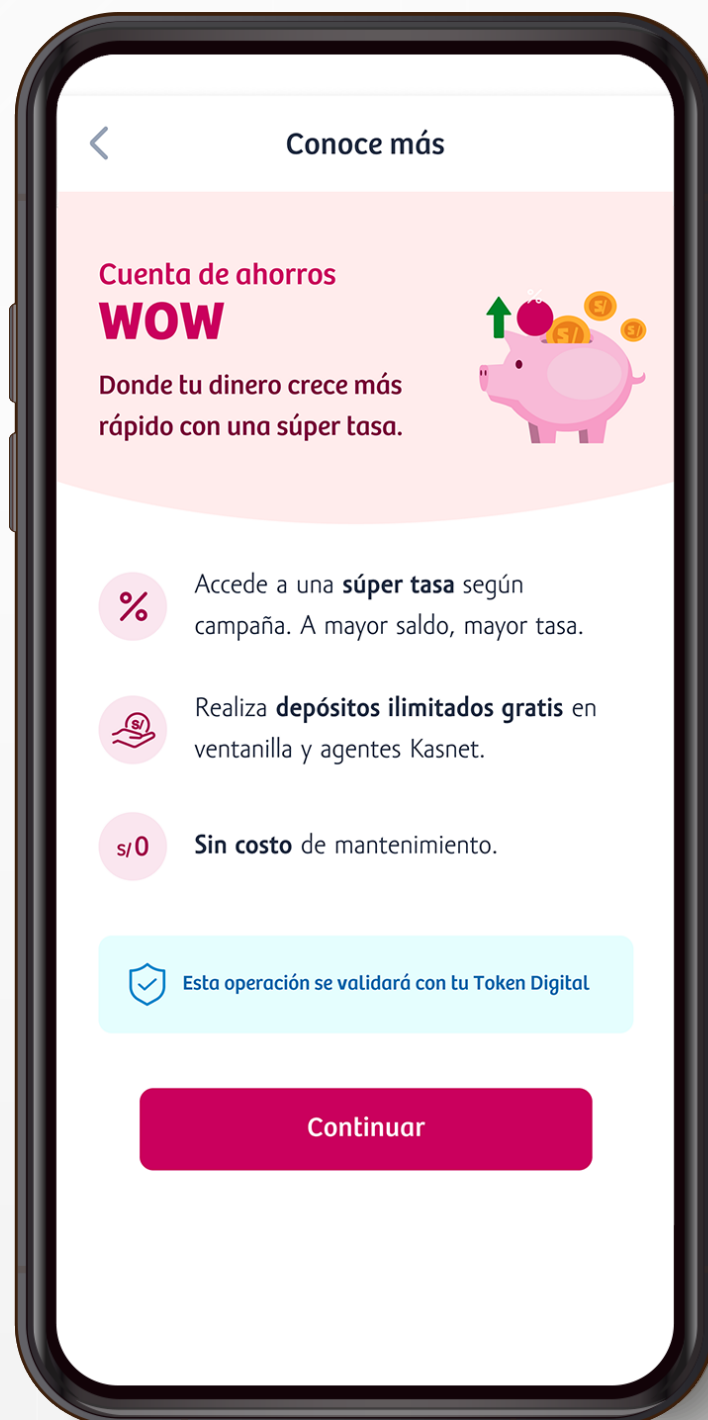 Conoce más
Cuenta de ahorros
WOW
Donde tu dinero crece más
rápido con una súper tasa.
%
S/
S/
S/
%
Accede a una súper tasa según
campaña. A mayor saldo, mayor tasa.
S/
Realiza depósitos ilimitados gratis en
ventanilla y agentes Kasnet.
S/0
Sin costo de mantenimiento.
Esta operación se validará con tu Token Digital
Continuar